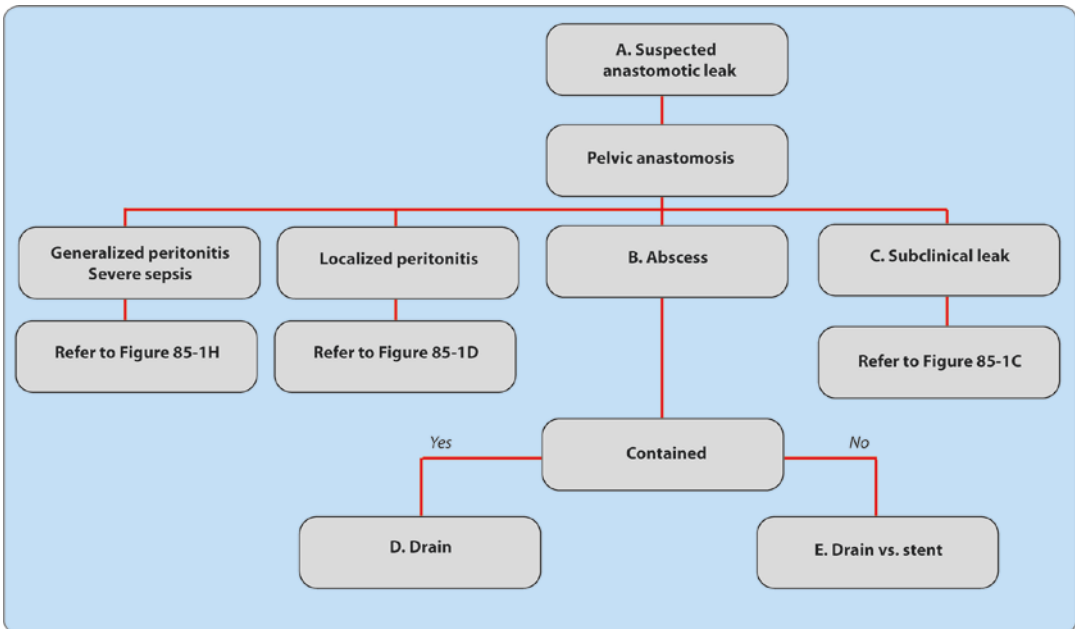 A. Suspected
anastomotic leak
Pelvic anastomosis
Generalized peritonitis
Severe sepsis
Localized peritonitis
B. Abscess
C. Subclinical leak
Refer to Figure 85-1H
Refer to Figure 85-1D
Refer to Figure 85-1C
Yes
Contained
No
D. Drain
E. Drain vs. stent